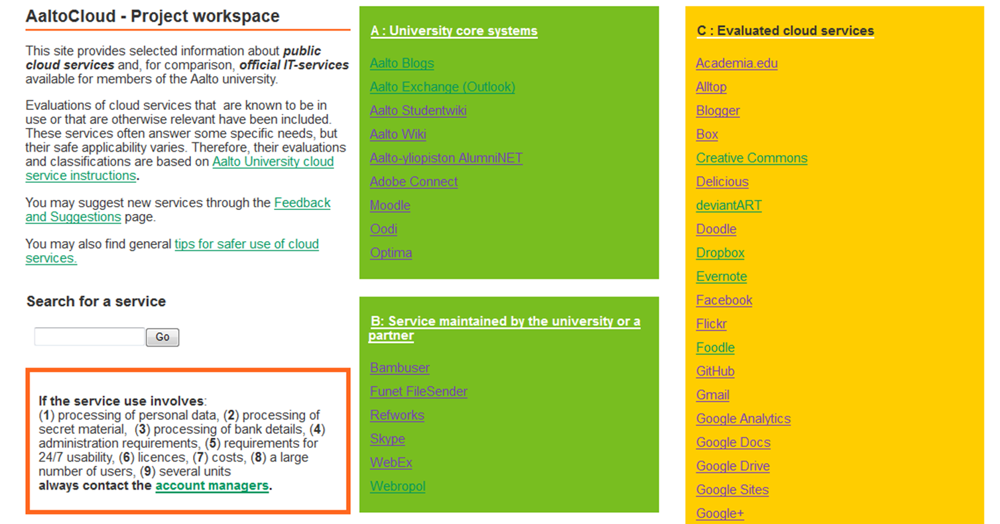 AaltoCloud - Project workspace
This site provides selected information about public
cloud services and, for comparison, official IT-services
available for members of the Aalto university.
Evaluations of cloud services that  are known to be in
use or that are otherwise relevant have been included.
These services often answer some specific needs, but
their safe applicability varies. Therefore, their evaluations
and classifications are based on Aalto University cloud
service instructions.
You may suggest new services through the Feedback
and Suggestions page.
You may also find general tips for safer use of cloud
services.
Search for a service
Go
If the service use involves:
(1) processing of personal data, (2) processing of
secret material,  (3) processing of bank details, (4)
administration requirements, (5) requirements for
24/7 usability, (6) licences, (7) costs, (8) a large
number of users, (9) several units
always contact the account managers.
A : University core systems
Aalto Blogs
Aalto Exchange (Outlook)
Aalto Studentwiki
Aalto Wiki
Aalto-yliopiston AlumniNET
Adobe Connect
Moodle
Oodi
Optima
B: Service maintained by the university or a
partner
Bambuser
Funet FileSender
Refworks
Skype
WebEx
Webropol
C : Evaluated cloud services
Academia.edu
Alltop
Blogger
Box
Creative Commons
Delicious
deviantART
Doodle
Dropbox
Evernote
Facebook
Flickr
Foodle
GitHub
Gmail
Google Analytics
Google Docs
Google Drive
Google Sites
Google+